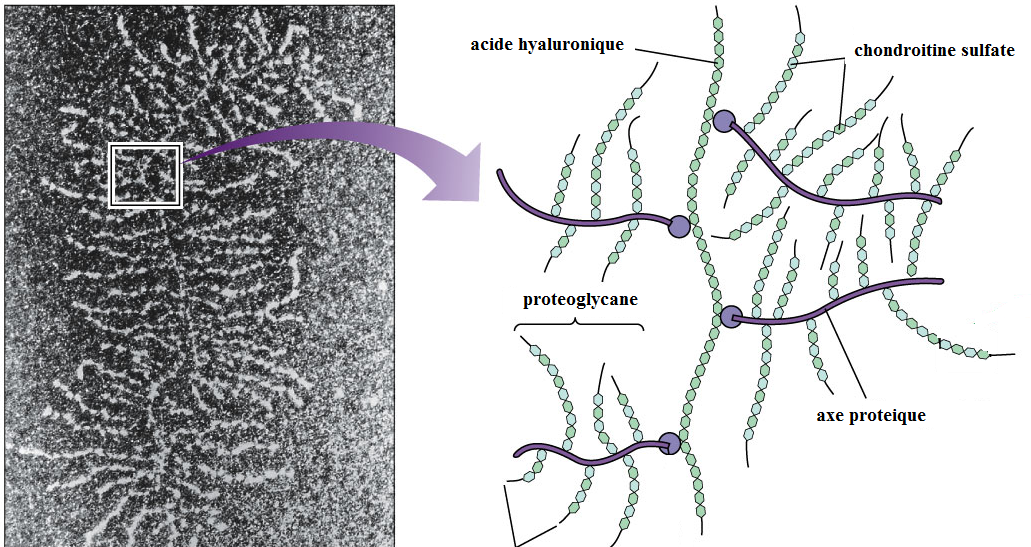 acide hyaluronique
chondroitine sulfate
proteoglycane
axe proteique